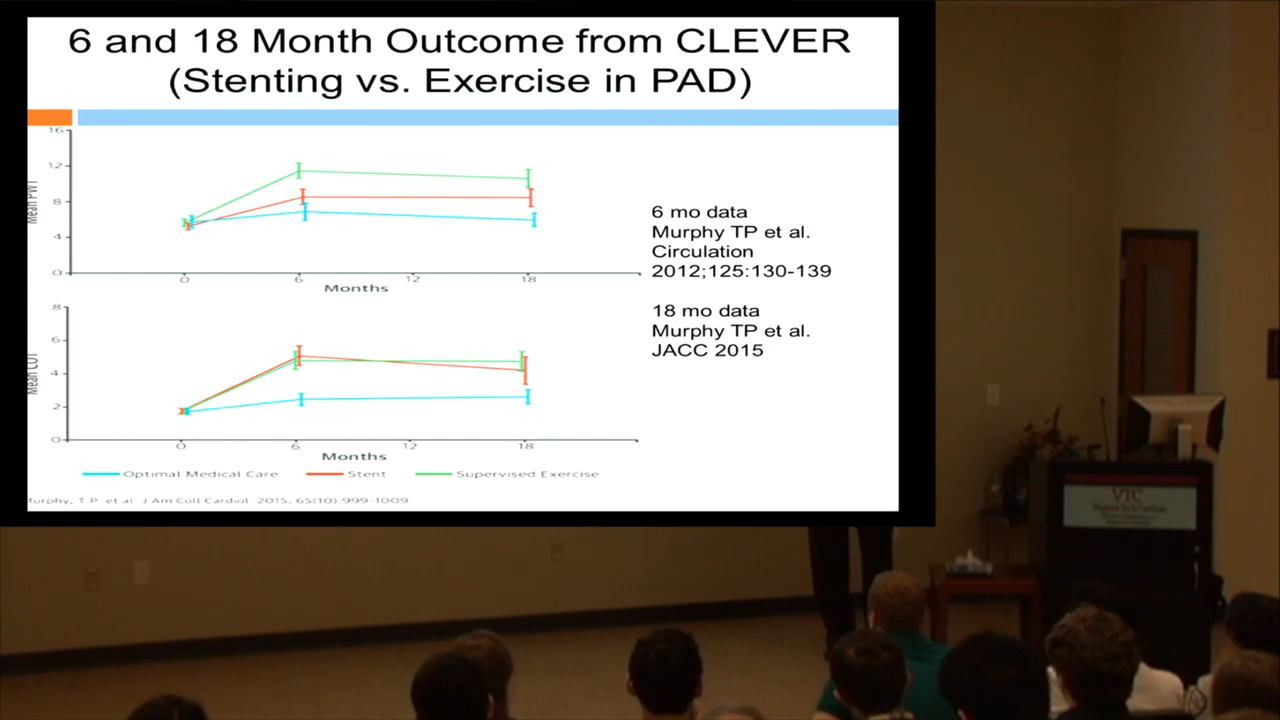 6 and 18 Month Outcome from CLEVER
(Stenting vs. Exercise in PAD)
16
12
8
4
0
Mean PWT
0 6 12 18
Months
6 mo data
Murphy TP et al.
Circulation
2012;125:130-139
18 mo data
Murphy TP et al.
JACC 2015
8
6
4
2
0
Mean COT
0 6 12 18
Months
Optimal Medical Care Stent Supervised Exercise
Murphy, T P. et al. J Am Coll Cardiol. 2015, 65(10) 999-1009.
VTC